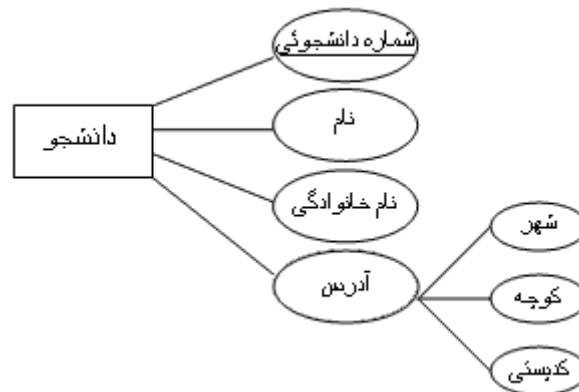 شماره دانشجوئی
نام
دانشجو
نام خانوادگی
شهر
آدرس
کوچه
کدپستی